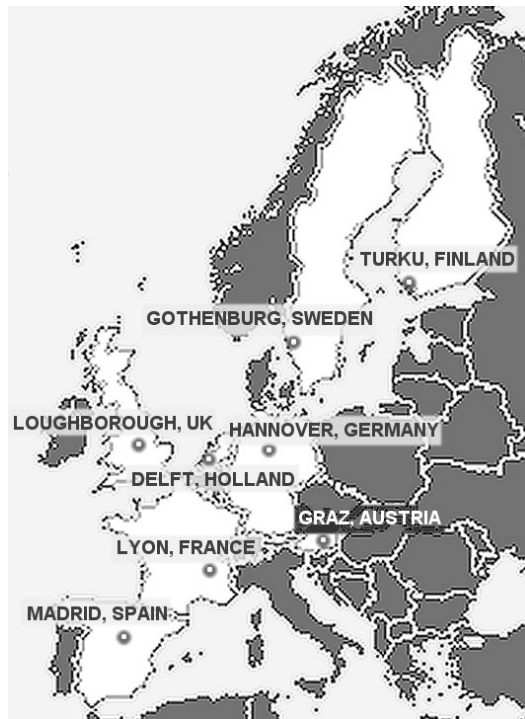 TURKU, FINLAND
GOTHENBURG, SWEDEN
LOUGHBOROUGH, UK
HANNOVER, GERMANY
DELFT, HOLLAND
GRAZ, AUSTRIA
LYON, FRANCE
MADRID, SPAIN